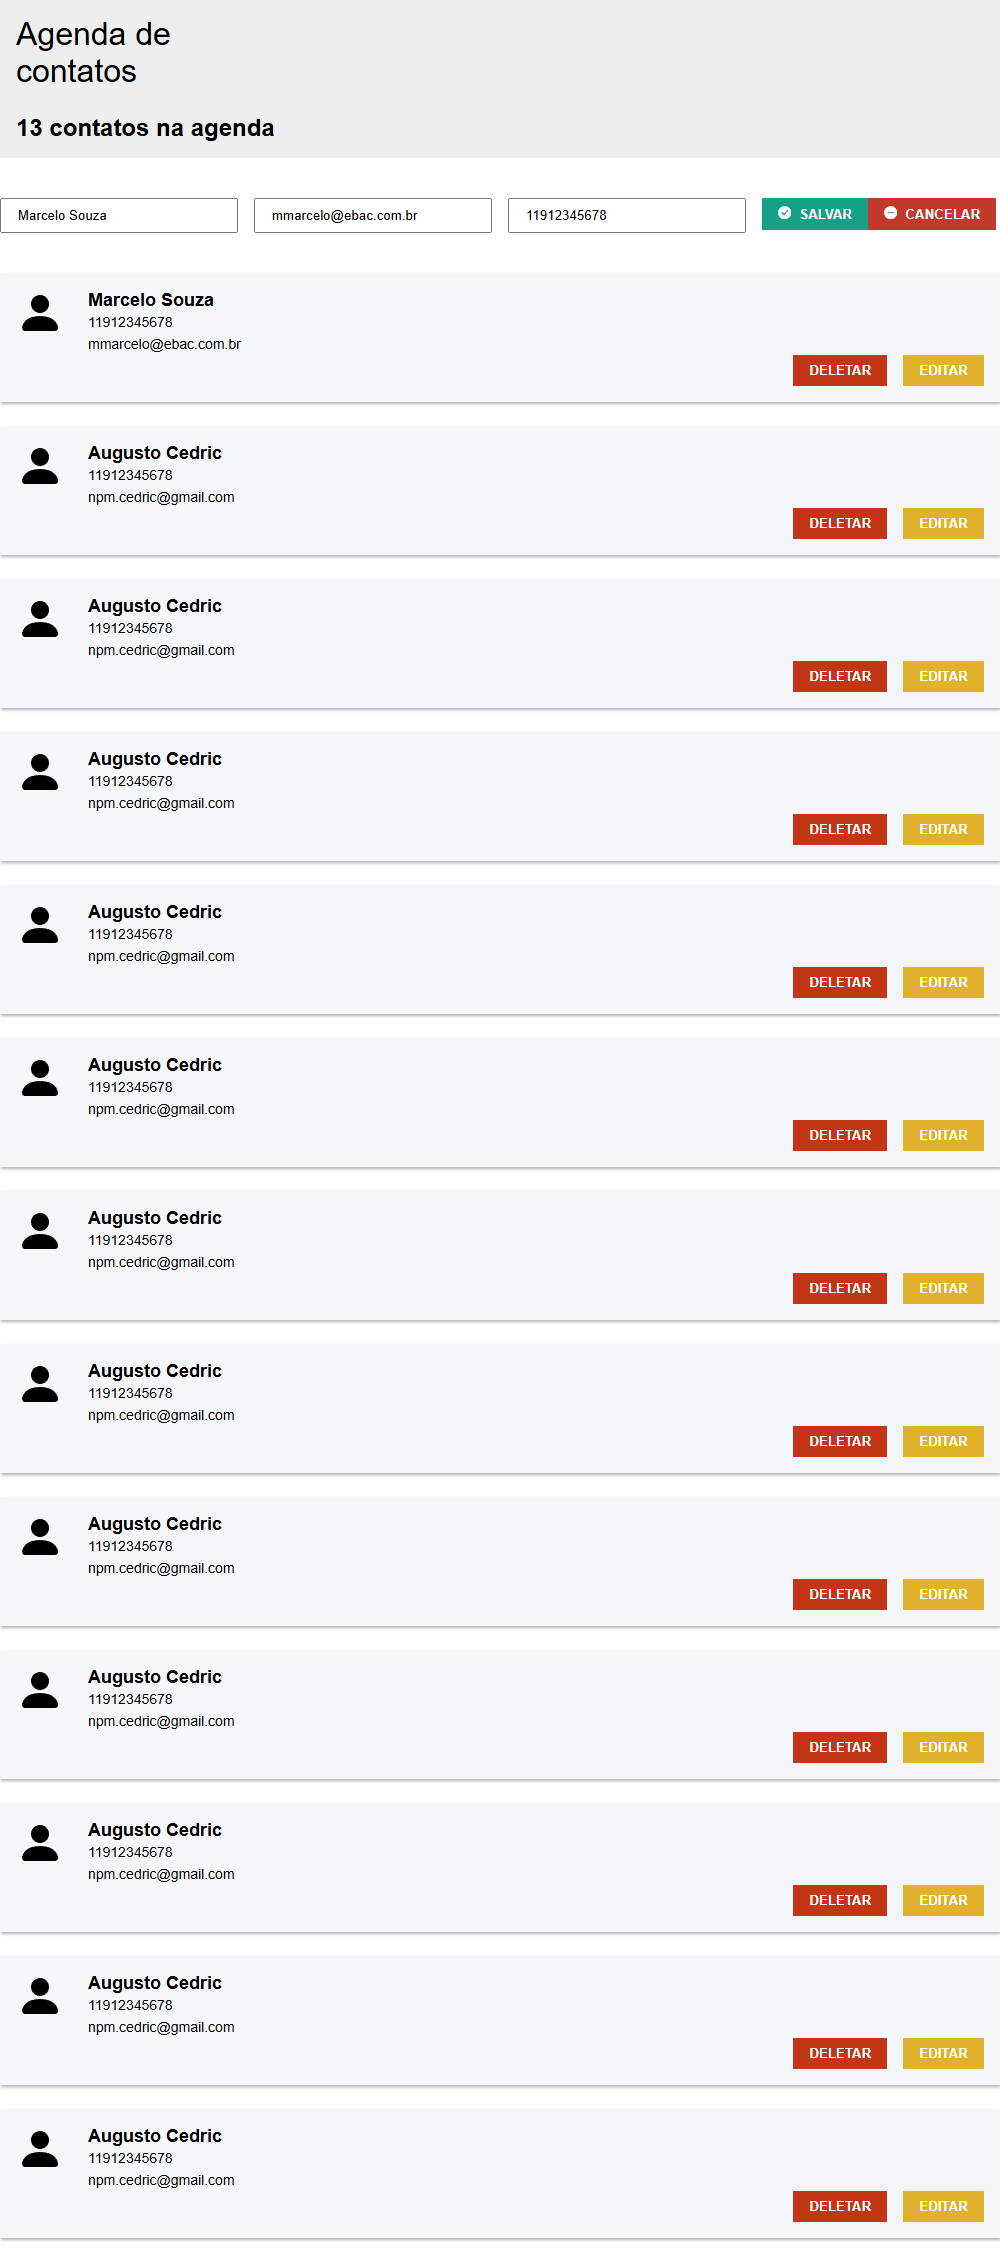 Agenda de
contatos
13 contatos na agenda
Marcelo Souza mmarcelo@ebac.com.br 11912345678 SALVAR CANCELAR
Marcelo Souza
11912345678
mmarcelo@ebac.com.br
DELETAR EDITAR
Augusto Cedric
11912345678
npm.cedric@gmail.com
DELETAR EDITAR
Augusto Cedric
11912345678
npm.cedric@gmail.com
DELETAR EDITAR
Augusto Cedric
11912345678
npm.cedric@gmail.com
DELETAR EDITAR
Augusto Cedric
11912345678
npm.cedric@gmail.com
DELETAR EDITAR
Augusto Cedric
11912345678
npm.cedric@gmail.com
DELETAR EDITAR
Augusto Cedric
11912345678
npm.cedric@gmail.com
DELETAR EDITAR
Augusto Cedric
11912345678
npm.cedric@gmail.com
DELETAR EDITAR
Augusto Cedric
11912345678
npm.cedric@gmail.com
DELETAR EDITAR
Augusto Cedric
11912345678
npm.cedric@gmail.com
DELETAR EDITAR
Augusto Cedric
11912345678
npm.cedric@gmail.com
DELETAR EDITAR
Augusto Cedric
11912345678
npm.cedric@gmail.com
DELETAR EDITAR
Augusto Cedric
11912345678
npm.cedric@gmail.com
DELETAR EDITAR